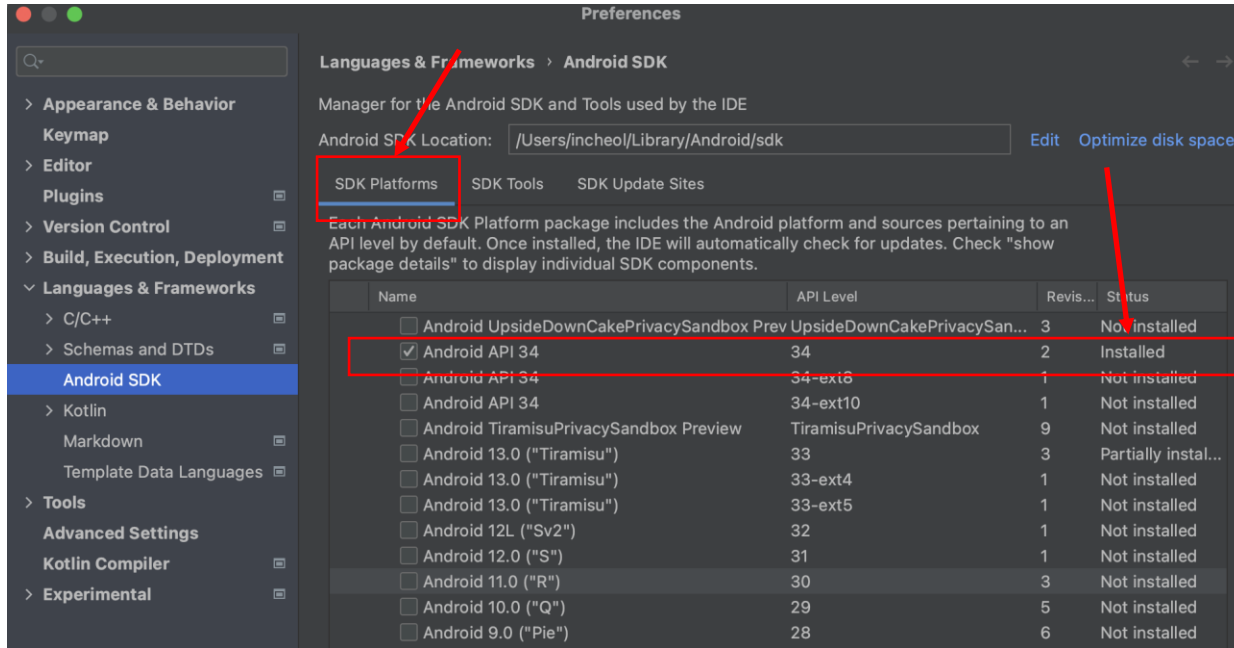 Preferences
Languages & Frameworks > Android SDK
Manager for the Android SDK and Tools used by the IDE
Android SDK Location: /Users/incheol/Library/Android/sdk Edit Optimize disk space
Appearance & Behavior
Keymap
Editor
Plugins
Version Control
Build, Execution, Deployment
Languages & Frameworks
C/C++
Schemas and DTDs
Android SDK
Kotlin
Markdown
Template Data Languages
Tools
Advanced Settings
Kotlin Compiler
Experimental
SDK Platforms SDK Tools SDK Update Sites
Each Android SDK Platform package includes the Android platform and sources pertaining to an
API level by default. Once installed, the IDE will automatically check for updates. Check "show
package details" to display individual SDK components.
Name API Level Revis... Status
Android UpsideDownCakePrivacySandbox Prev UpsideDownCakePrivacySan... 3 Not installed
Android API 34 34 2 Installed
Android API 34 34-ext8 1 Not installed
Android API 34 34-ext10 1 Not installed
Android TiramisuPrivacySandbox Preview TiramisuPrivacySandbox 9 Not installed
Android 13.0 ("Tiramisu") 33 3 Partially instal...
Android 13.0 ("Tiramisu") 33-ext4 1 Not installed
Android 13.0 ("Tiramisu") 33-ext5 1 Not installed
Android 12L ("Sv2") 32 1 Not installed
Android 12.0 ("S") 31 1 Not installed
Android 11.0 ("R") 30 3 Not installed
Android 10.0 ("Q") 29 5 Not installed
Android 9.0 ("Pie") 28 6 Not installed